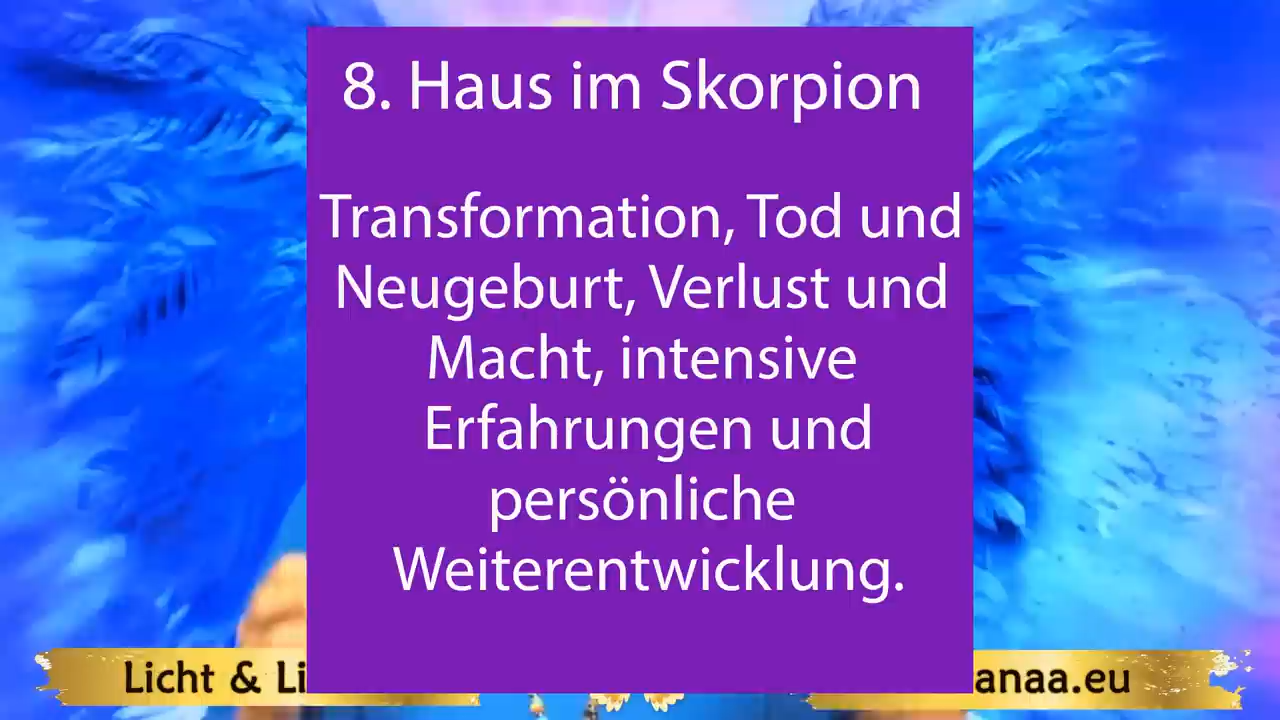 8. Haus im Skorpion
Transformation, Tod und
Neugeburt, Verlust und
Macht, intensive
Erfahrungen und
persönliche
Weiterentwicklung.
Licht & Li
anaa.eu